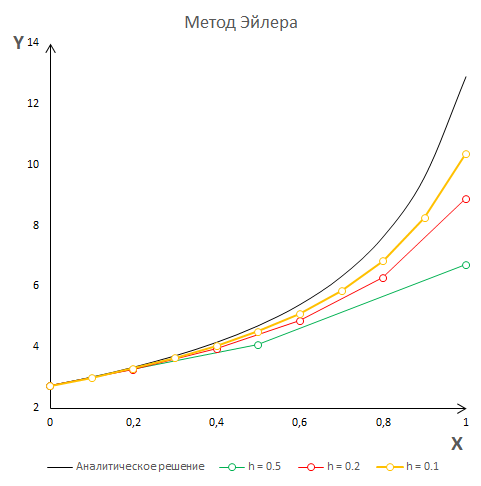 Метод Эйлера
Y
14
12
10
8
6
4
2
0 0,2 0,4 0,6 0,8 1
X
Аналитическое решение h = 0.5 h = 0.2 h = 0.1